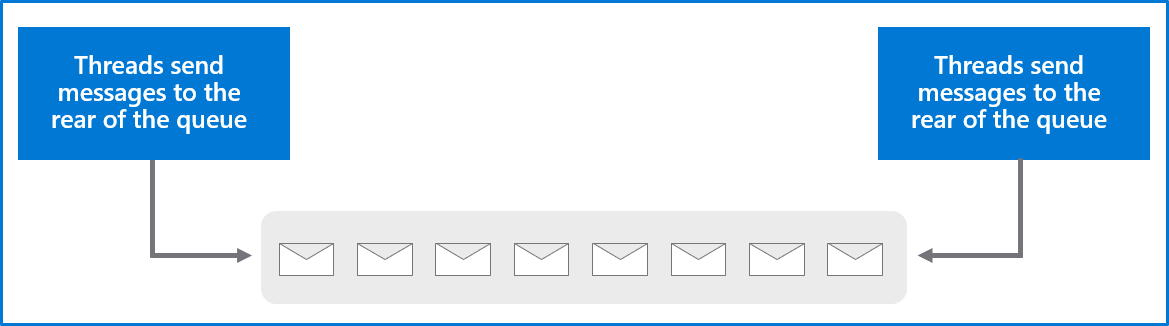 Threads send
messages to the
rear of the queue
Threads send
messages to the
rear of the queue